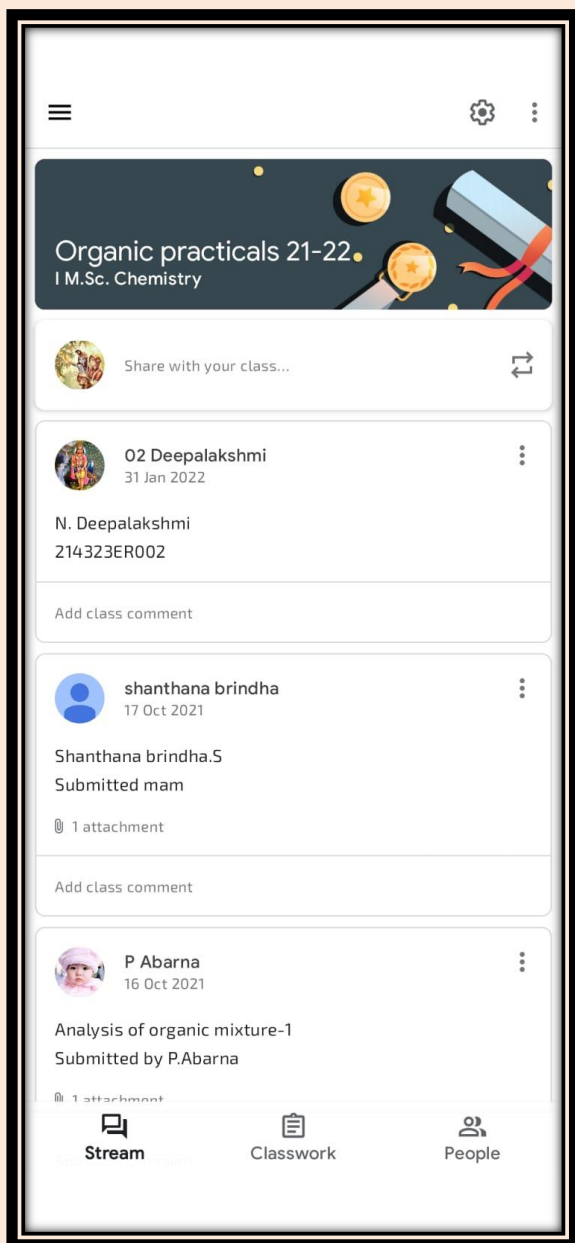 Organic practicals 21-22
I M.Sc. Chemistry
Share with your class...
02 Deepalakshmi
31 Jan 2022
N. Deepalakshmi
214323ER002
Add class comment
shanthana brindha
17 Oct 2021
Shanthana brindha.S
Submitted mam
1 attachment
Add class comment
P Abarna
16 Oct 2021
Analysis of organic mixture-1
Submitted by P.Abarna
1 attachment
Stream
Classwork
People